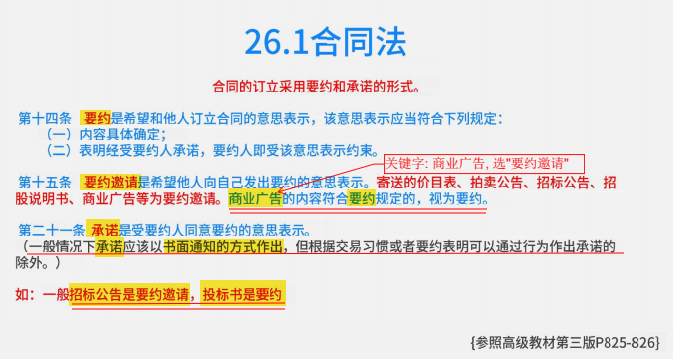 26.1合同法
合同的订立采用要约和承诺的形式。
第十四条 要约是希望和他人订立合同的意思表示，该意思表示应当符合下列规定：
（一）内容具体确定；
（二）表明经受要约人承诺，要约人即受该意思表示约束。
关键字: 商业广告, 选"要约邀请"
第十五条 要约邀请是希望他人向自己发出要约的意思表示。寄送的价目表、拍卖公告、招标公告、招
股说明书、商业广告等为要约邀请。商业广告的内容符合要约规定的，视为要约。
第二十一条 承诺是受要约人同意要约的意思表示。
（一般情况下承诺应该以书面通知的方式作出，但根据交易习惯或者要约表明可以通过行为作出承诺的
除外。）
如：一般招标公告是要约邀请，投标书是要约
{参照高级教材第三版P825-826}